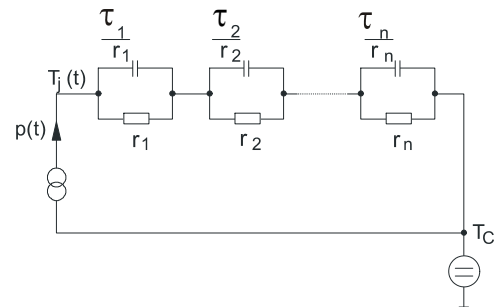 τ1 τ2 τn
r1 r2 rn
Tj(t)
p(t)
r1 r2 rn
TC